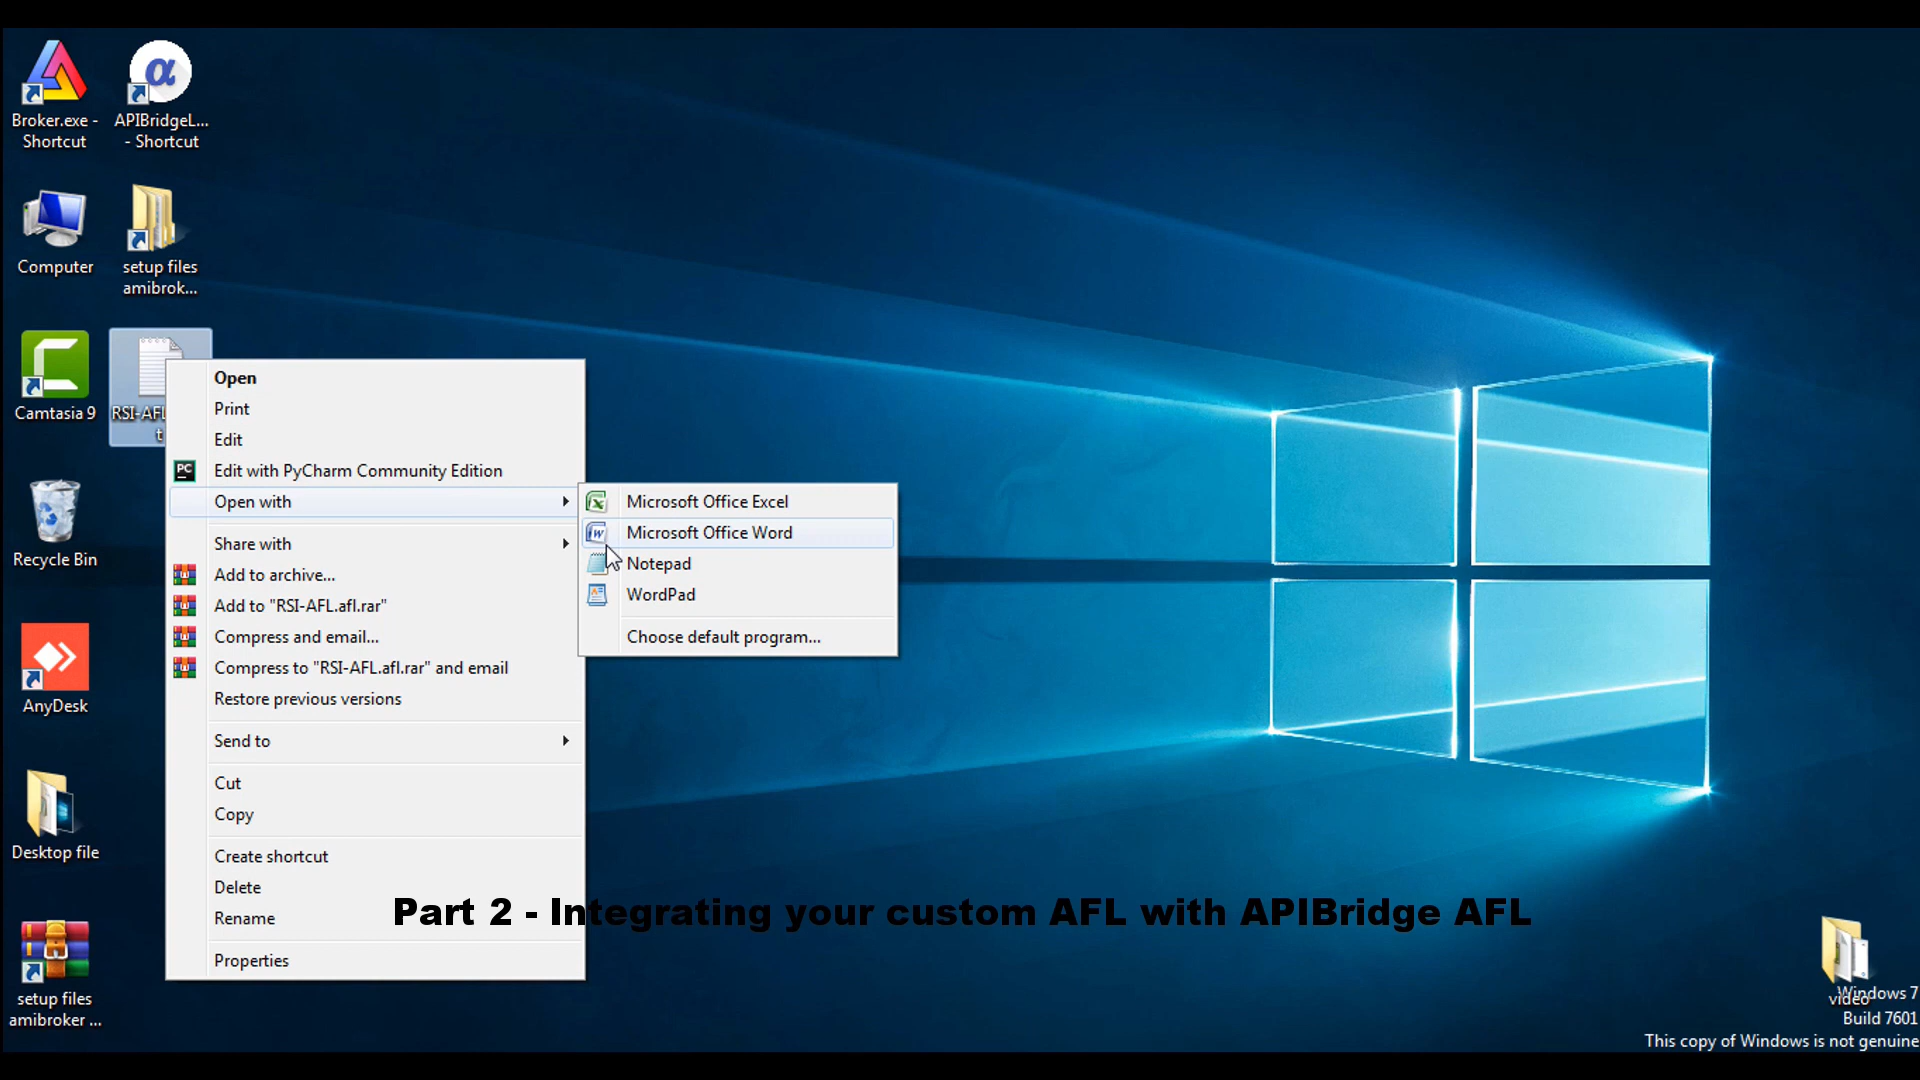 Broker.exe -
Shortcut
APIBridgeL...
- Shortcut
Computer
setup files
amibrok...
Camtasia 9
RSI-AFL
t
Recycle Bin
AnyDesk
Desktop file
setup files
amibroker ...
Open
Print
Edit
PC
Edit with PyCharm Community Edition
Open with
Share with
Add to archive...
Add to "RSI-AFL.afl.rar"
Compress and email...
Compress to "RSI-AFL.afl.rar" and email
Restore previous versions
Send to
Cut
Copy
Create shortcut
Delete
Rename
Properties
Microsoft Office Excel
Microsoft Office Word
Notepad
WordPad
Choose default program...
Part 2 - Integrating your custom AFL with APIBridge AFL
video
Windows 7
Build 7601
This copy of Windows is not genuine